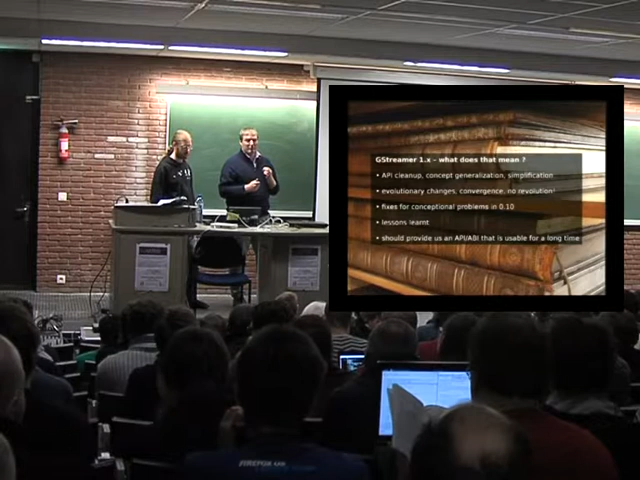 GStreamer 1.x – what does that mean ?
• API cleanup, concept generalization, simplification
• evolutionary changes, convergence, no revolution!
• fixes for conceptional problems in 0.10
• lessons learnt
• should provide us an API/ABI that is usable for a long time
FIREFOX